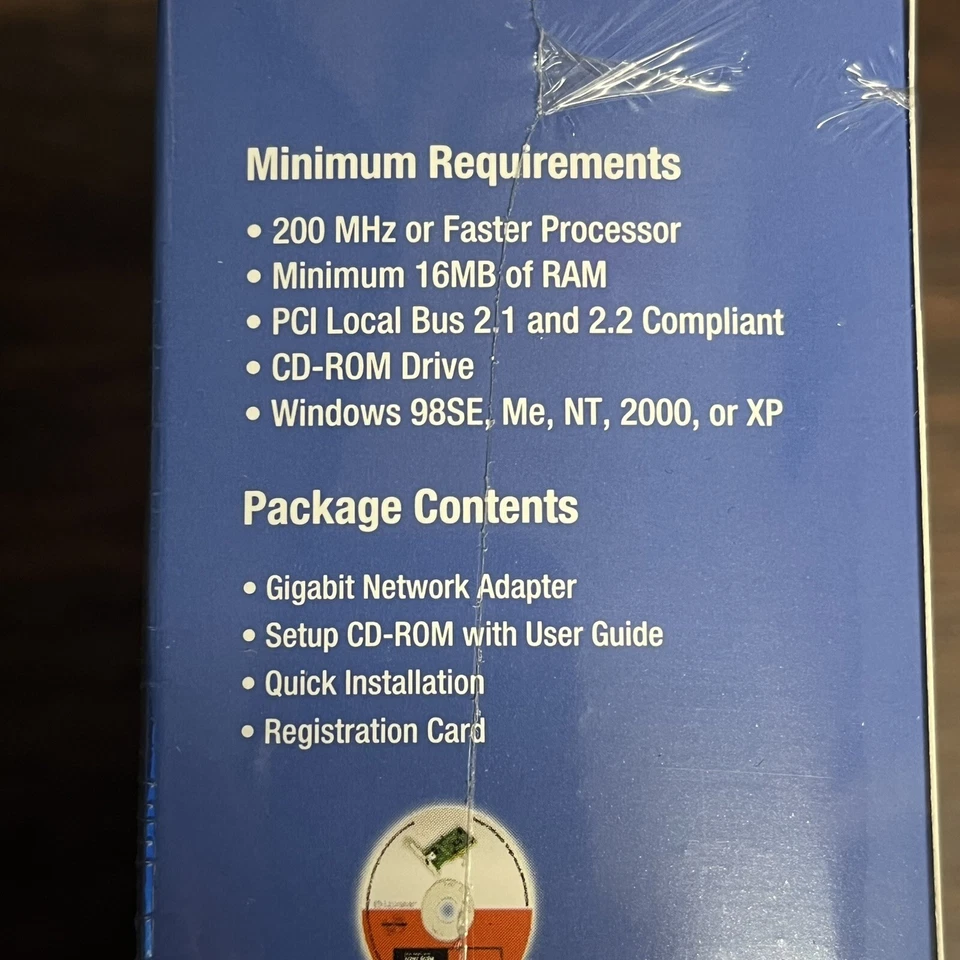 Minimum Requirements
• 200 MHz or Faster Processor
• Minimum 16MB of RAM
• PCI Local Bus 2.1 and 2.2 Compliant
• CD-ROM Drive
• Windows 98SE, Me, NT, 2000, or XP
Package Contents
• Gigabit Network Adapter
• Setup CD-ROM with User Guide
• Quick Installation
• Registration Card